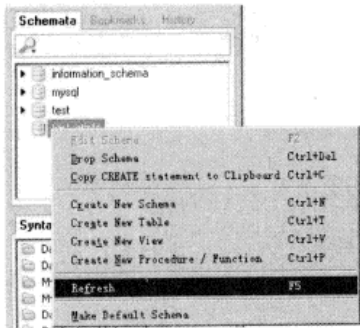 Schemata Bookmarks History
information_schema
mysql
test
Edit Schema F2
Drop Schema Ctrl+Del
Copy CREATE statement to Clipboard Ctrl+C
Create New Schema Ctrl+N
Create New Table Ctrl+T
Create New View Ctrl+V
Create New Procedure / Function Ctrl+P
Synta
Refresh F5
Make Default Schema